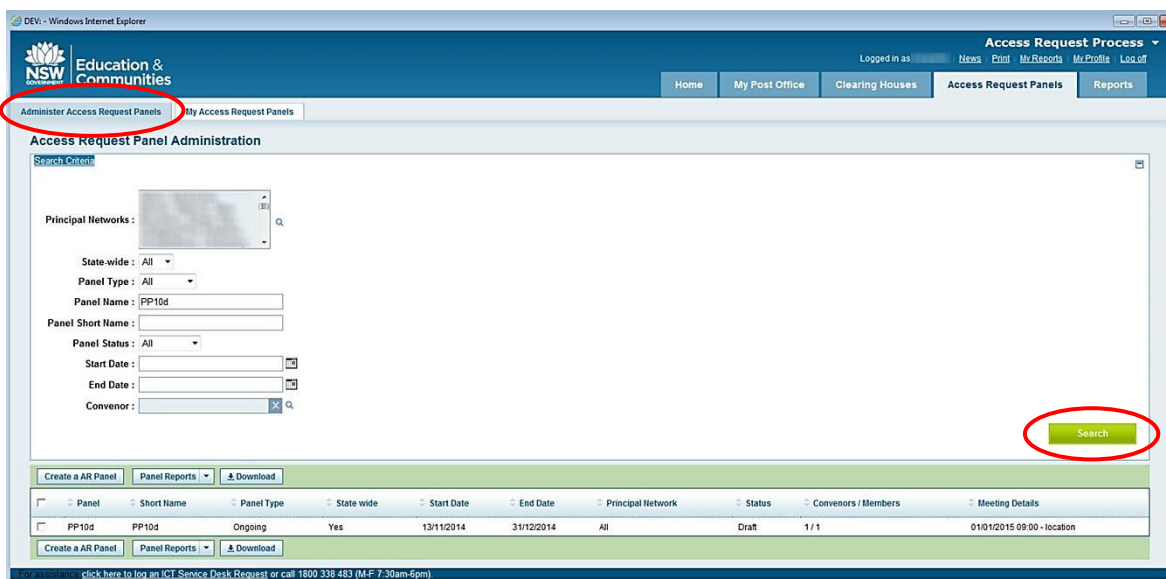 DEV: - Windows Internet Explorer
Access Request Process
Logged in as News Print My Reports My Profile Log off
NSW
GOVERNMENT
Education &
Communities
Home My Post Office Clearing Houses Access Request Panels Reports
Administer Access Request Panels My Access Request Panels
Access Request Panel Administration
Search Criteria
Principal Networks :
State-wide : All
Panel Type : All
Panel Name : PP10d
Panel Short Name :
Panel Status : All
Start Date :
End Date :
Convenor :
Search
Create a AR Panel Panel Reports Download
Panel Short Name Panel Type State wide Start Date End Date Principal Network Status Convenors / Members Meeting Details
PP10d PP10d Ongoing Yes 13/11/2014 31/12/2014 All Draft 1 / 1 01/01/2015 09:00 - location
Create a AR Panel Panel Reports Download
For assistance click here to log an ICT Service Desk Request or call 1800 338 483 (M-F 7:30am-6pm)